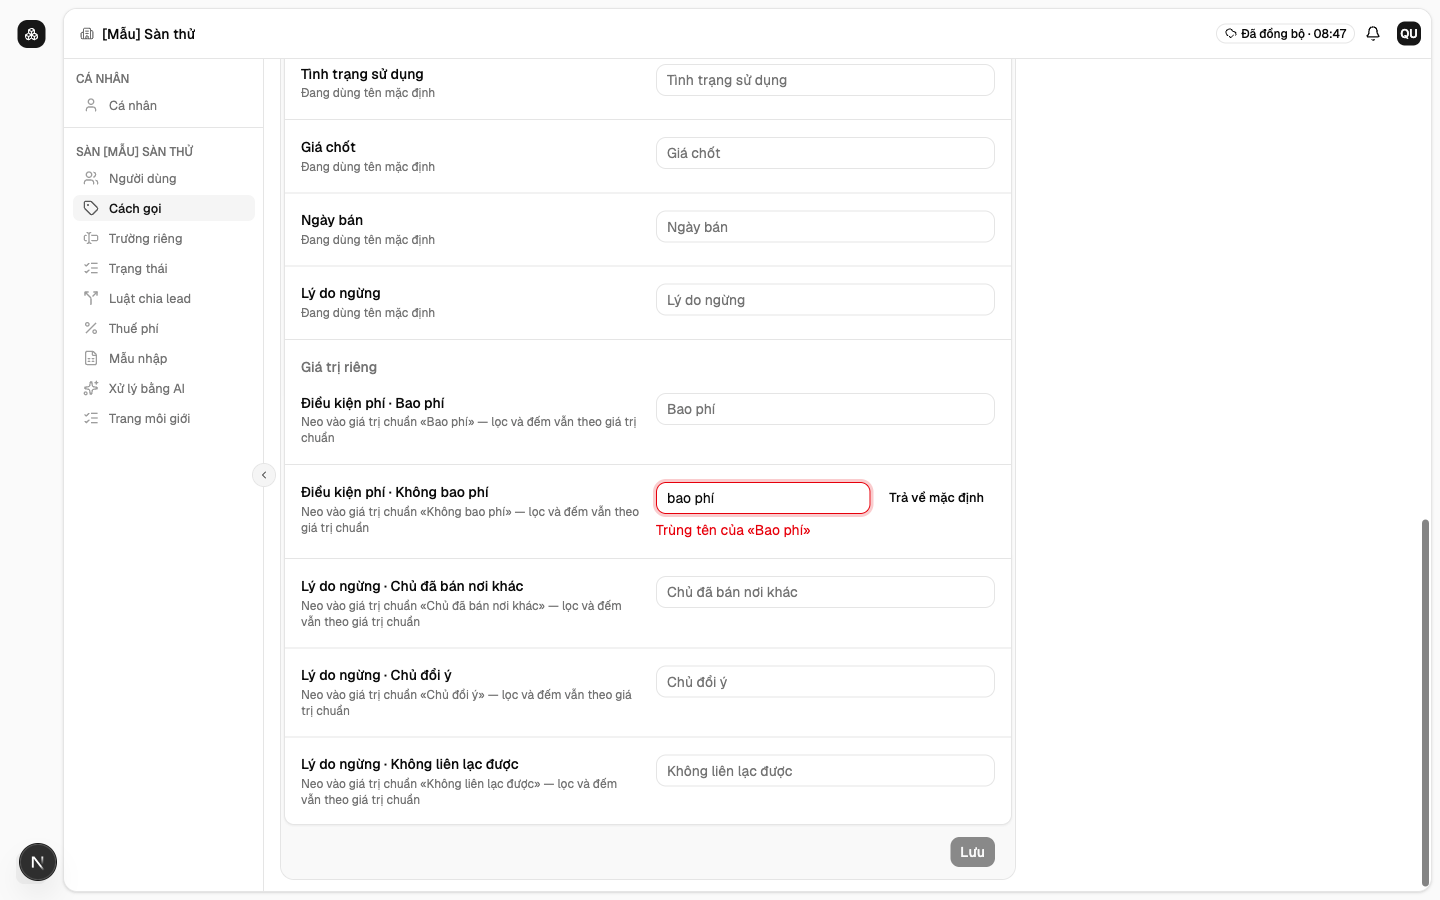 [Mẫu] Sàn thử
Đã đồng bộ · 08:47
QU
CÁ NHÂN
Cá nhân
SÀN [MẪU] SÀN THỬ
Người dùng
Cách gọi
Trường riêng
Trạng thái
Luật chia lead
Thuế phí
Mẫu nhập
Xử lý bằng AI
Trang môi giới
Tình trạng sử dụng
Đang dùng tên mặc định
Tình trạng sử dụng
Giá chốt
Đang dùng tên mặc định
Giá chốt
Ngày bán
Đang dùng tên mặc định
Ngày bán
Lý do ngừng
Đang dùng tên mặc định
Lý do ngừng
Giá trị riêng
Điều kiện phí · Bao phí
Neo vào giá trị chuẩn «Bao phí» — lọc và đếm vẫn theo giá trị
chuẩn
Bao phí
Điều kiện phí · Không bao phí
Neo vào giá trị chuẩn «Không bao phí» — lọc và đếm vẫn theo
giá trị chuẩn
bao phí
Trả về mặc định
Trùng tên của «Bao phí»
Lý do ngừng · Chủ đã bán nơi khác
Neo vào giá trị chuẩn «Chủ đã bán nơi khác» — lọc và đếm
vẫn theo giá trị chuẩn
Chủ đã bán nơi khác
Lý do ngừng · Chủ đổi ý
Neo vào giá trị chuẩn «Chủ đổi ý» — lọc và đếm vẫn theo giá
trị chuẩn
Chủ đổi ý
Lý do ngừng · Không liên lạc được
Neo vào giá trị chuẩn «Không liên lạc được» — lọc và đếm
vẫn theo giá trị chuẩn
Không liên lạc được
Lưu
N